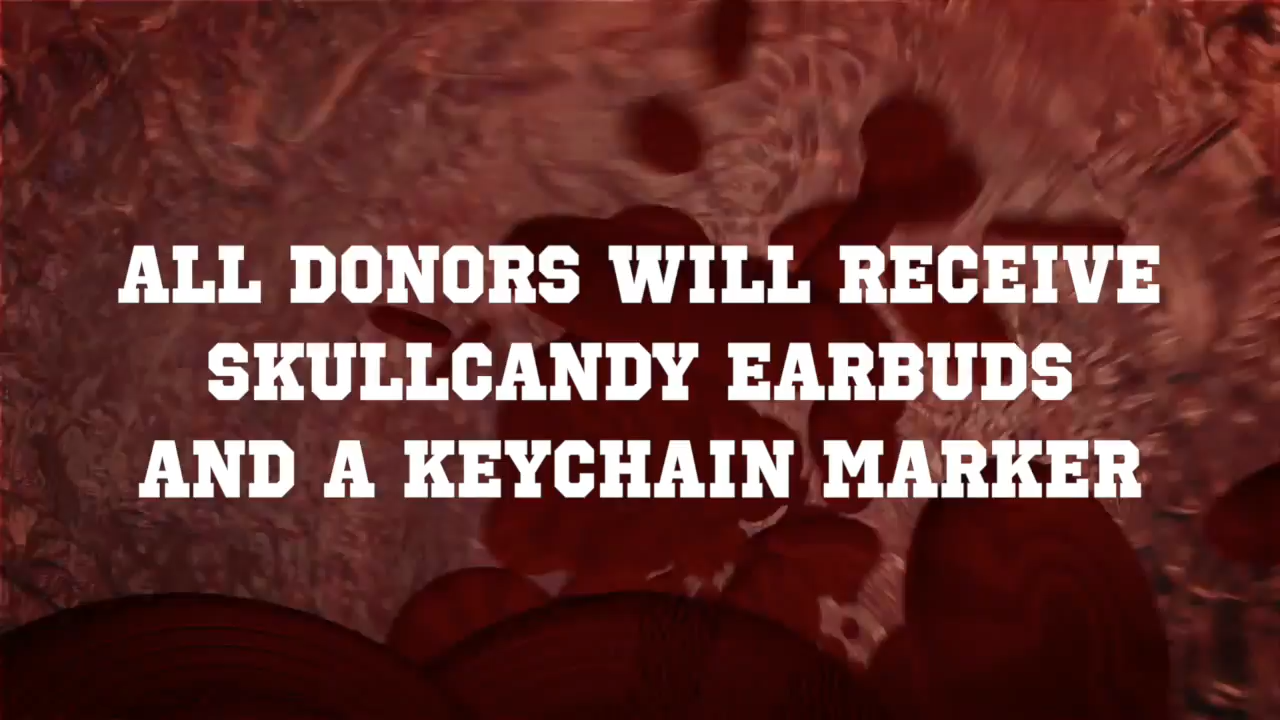 ALL DONORS WILL RECEIVE
SKULLCANDY EARBUDS
AND A KEYCHAIN MARKER